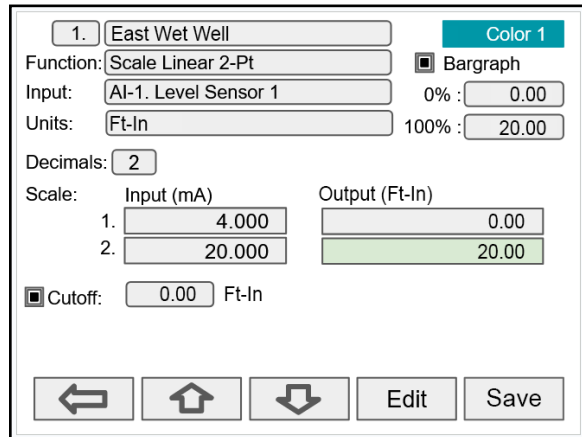 1. East Wet Well Color 1
Function: Scale Linear 2-Pt Bargraph
Input: AI-1. Level Sensor 1 0% : 0.00
Units: Ft-In 100% : 20.00
Decimals: 2
Scale: Input (mA) Output (Ft-In)
1. 4.000 0.00
2. 20.000 20.00
Cutoff: 0.00 Ft-In
Edit Save